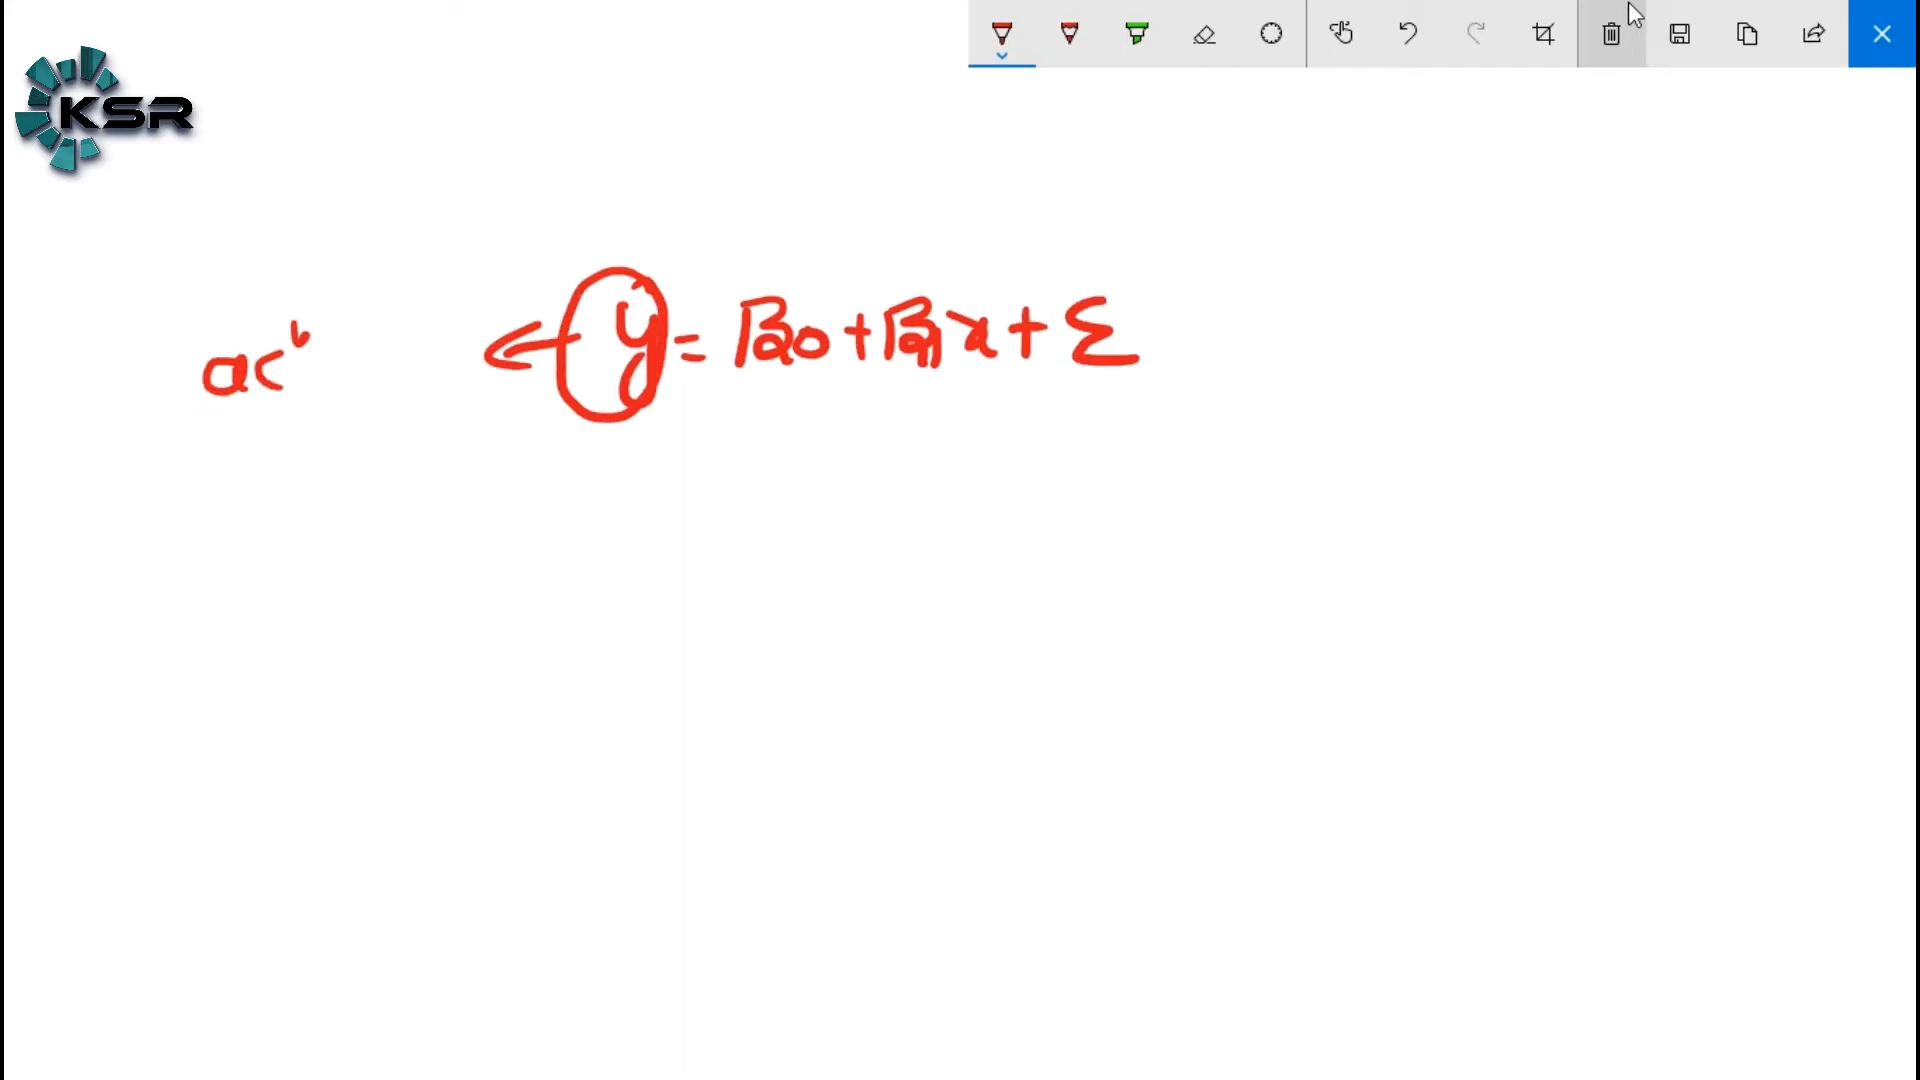 KSR
y = β0 + β1x + Σ